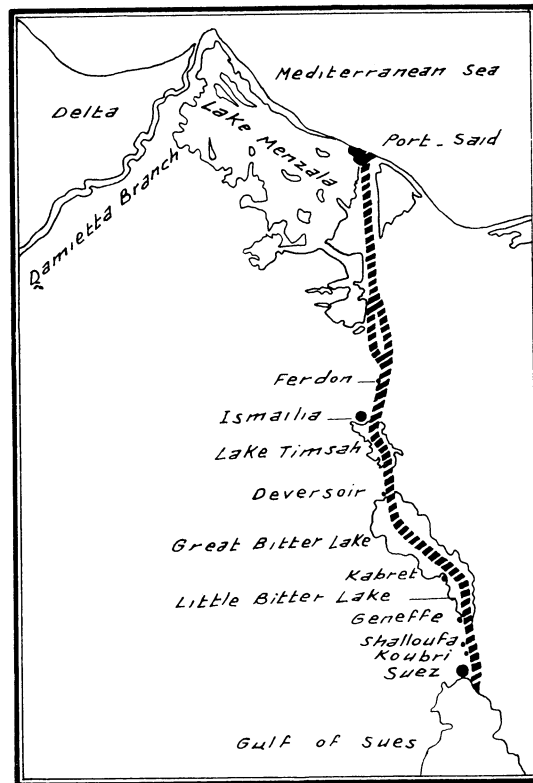 Mediterranean Sea
Delta
Lake Menzala
Port-Said
Damietta Branch
Ferdon
Ismailia
Lake Timsah
Deversoir
Great Bitter Lake
Kabret
Little Bitter Lake
Geneffe
Shalloufa
Koubri
Suez
Gulf of Sues